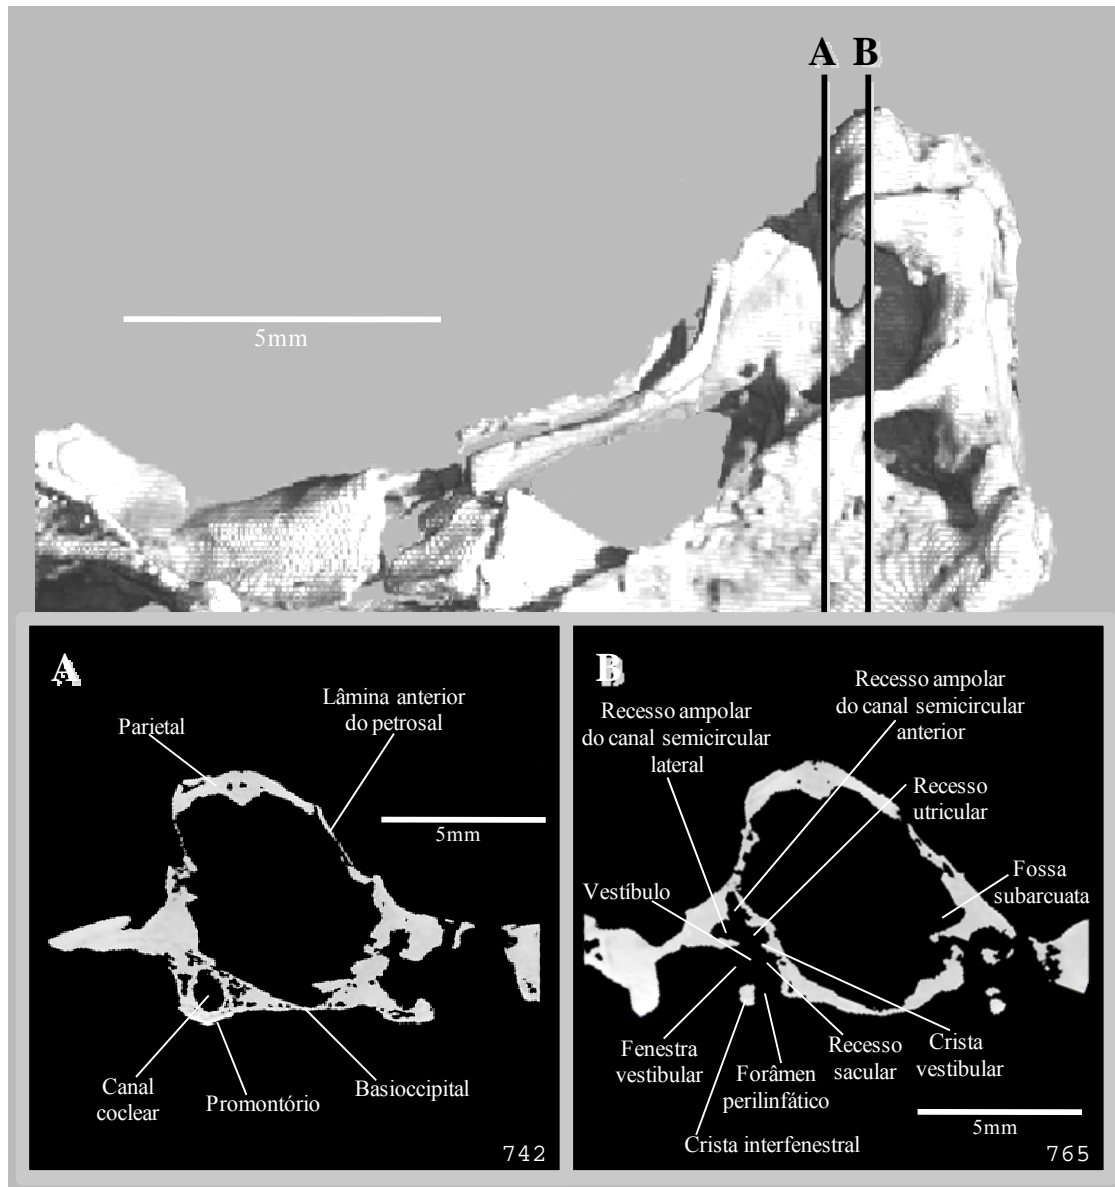 A B
5mm
A
Lâmina anterior
do petrosal
Parietal
5mm
Canal
coclear
Promontório
Basioccipital
742
B
Recesso ampolar
do canal semicircular
anterior
Recesso ampolar
do canal semicircular
lateral
Recesso
utricular
Fossa
subarcuata
Vestíbulo
Fenestra
vestibular
Forâmen
perilinfático
Recesso
sacular
Crista
vestibular
Crista interfenestral
5mm
765